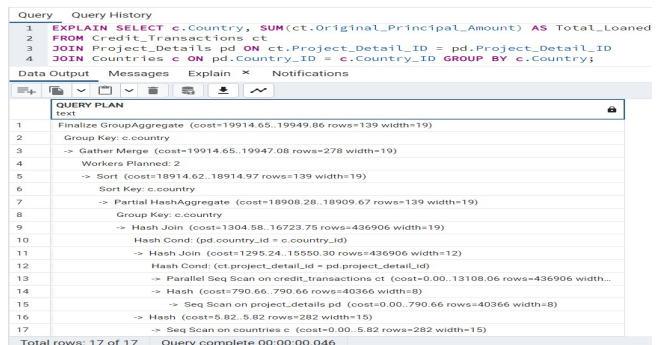 Query Query History
1 EXPLAIN SELECT c.Country, SUM(ct.Original_Principal_Amount) AS Total_Loaned
2 FROM Credit_Transactions ct
3 JOIN Project_Details pd ON ct.Project_Detail_ID = pd.Project_Detail_ID
4 JOIN Countries c ON pd.Country_ID = c.Country_ID GROUP BY c.Country;
Data Output Messages Explain × Notifications
QUERY PLAN
text
1 Finalize GroupAggregate (cost=19914.65..19949.86 rows=139 width=19)
2 Group Key: c.country
3 -> Gather Merge (cost=19914.65..19947.08 rows=278 width=19)
4 Workers Planned: 2
5 -> Sort (cost=18914.62..18914.97 rows=139 width=19)
6 Sort Key: c.country
7 -> Partial HashAggregate (cost=18908.28..18909.67 rows=139 width=19)
8 Group Key: c.country
9 -> Hash Join (cost=1304.58..16723.75 rows=436906 width=19)
10 Hash Cond: (pd.country_id = c.country_id)
11 -> Hash Join (cost=1295.24..15550.30 rows=436906 width=12)
12 Hash Cond: (ct.project_detail_id = pd.project_detail_id)
13 -> Parallel Seq Scan on credit_transactions ct (cost=0.00..13108.06 rows=436906 width...
14 -> Hash (cost=790.66..790.66 rows=40366 width=8)
15 -> Seq Scan on project_details pd (cost=0.00..790.66 rows=40366 width=8)
16 -> Hash (cost=5.82..5.82 rows=282 width=15)
17 -> Seq Scan on countries c (cost=0.00..5.82 rows=282 width=15)
Total rows: 17 of 17 Query complete 00:00:00.046